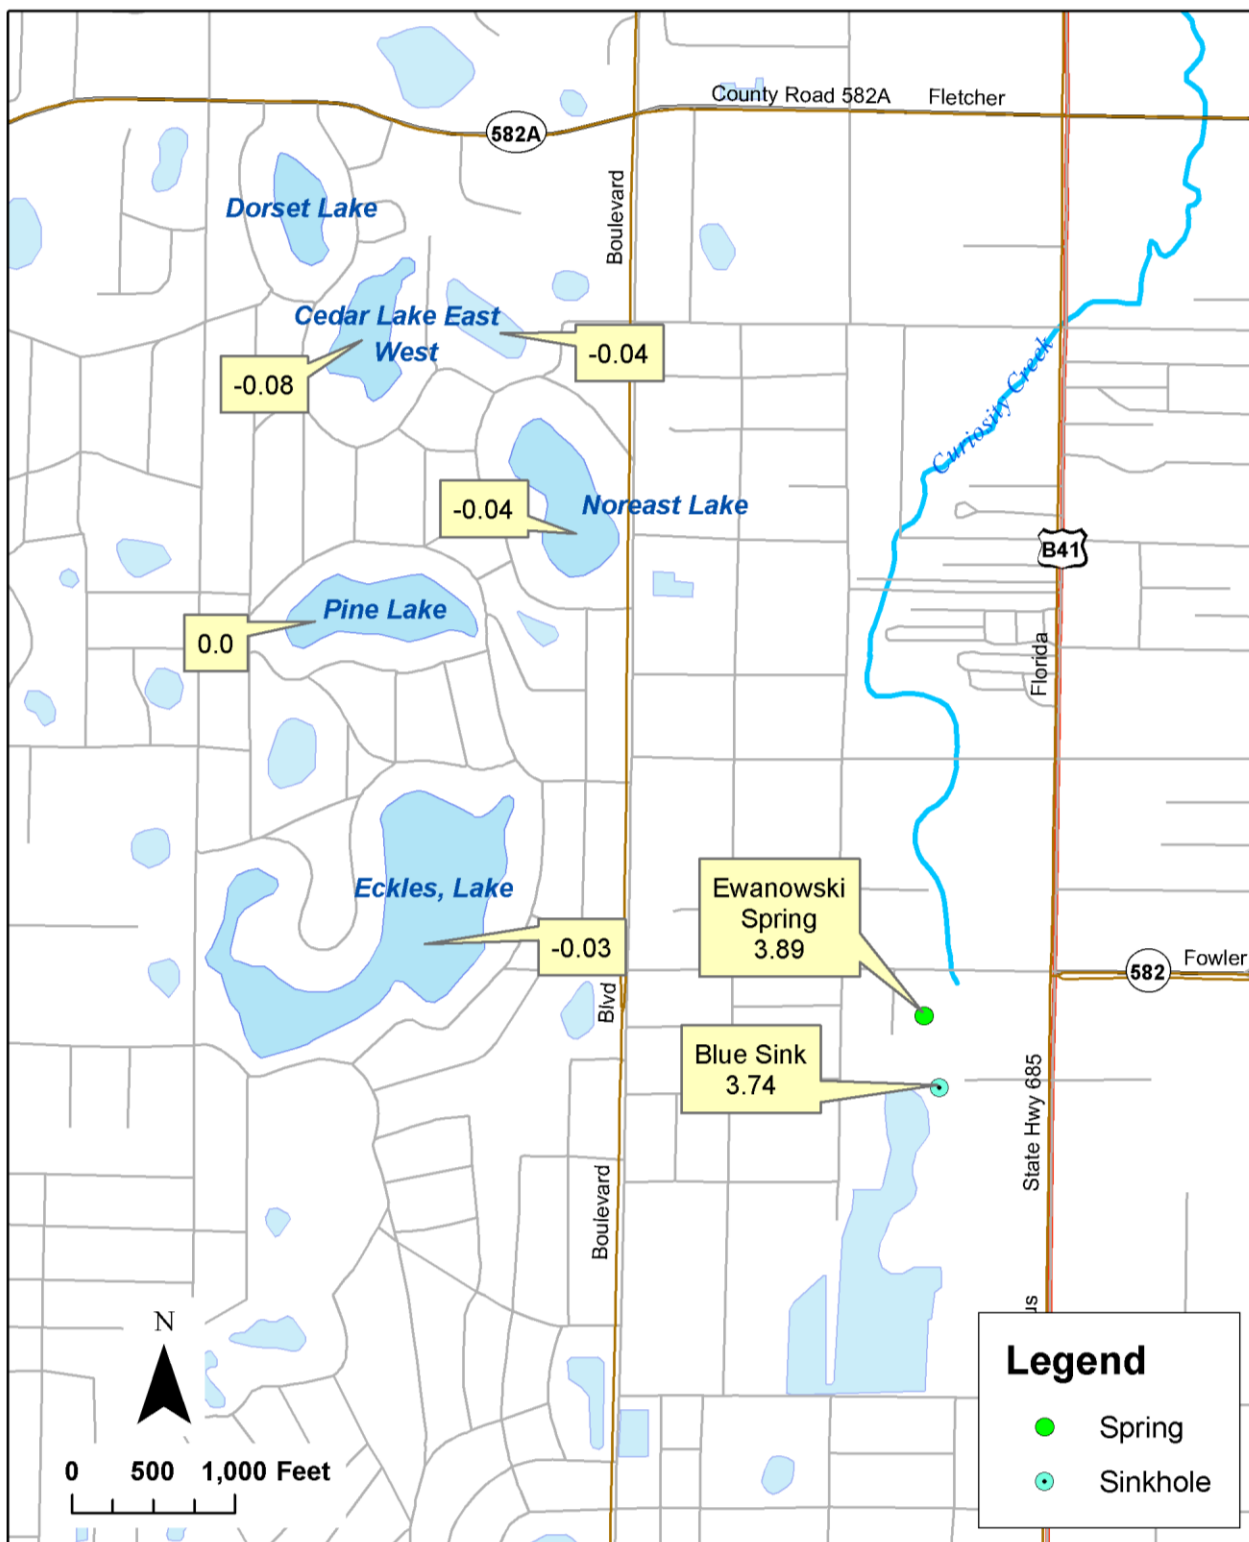 County Road 582A Fletcher
582A
Boulevard
Dorset Lake
Cedar Lake East
West
-0.04
-0.08
Curiosity Creek
Noreast Lake
-0.04
B41
Pine Lake
0.0
Florida
Eckles, Lake
-0.03
Ewanowski
Spring
3.89
Fowler
582
Blvd
Blue Sink
3.74
State Hwy 685
Boulevard
us
N
0 500 1,000 Feet
Legend
Spring
Sinkhole